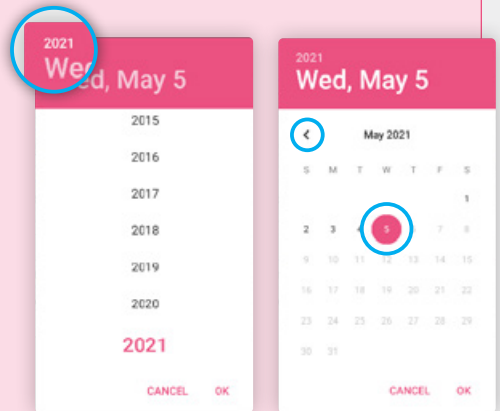 2021
Wed, May 5
2015
2016
2017
2018
2019
2020
2021
CANCEL OK
2021
Wed, May 5
May 2021
S M T W T F S
1
2 3 4 5 7 8
9 10 11 12 13 14 15
16 17 18 19 20 21 22
23 24 25 26 27 28 29
30 31
CANCEL OK